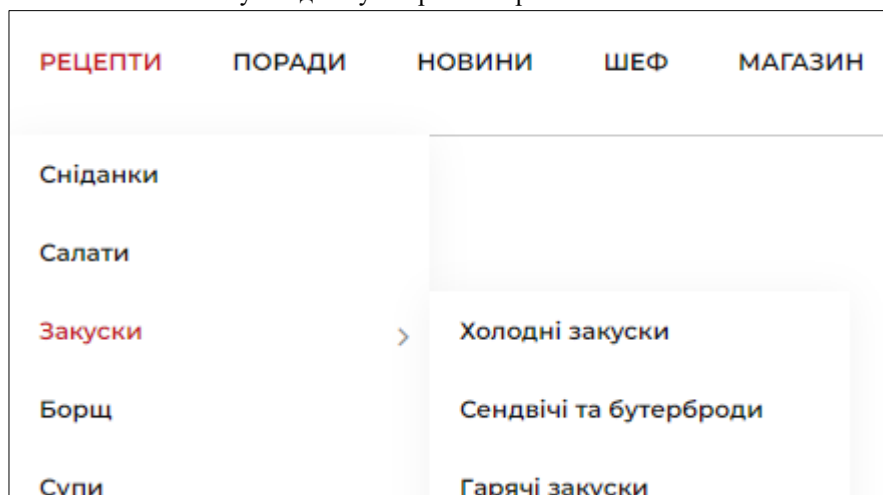 РЕЦЕПТИ ПОРАДИ НОВИНИ ШЕФ МАГАЗИН
Сніданки
Салати
Закуски
Холодні закуски
Борщ
Сендвічі та бутерброди
Супи
Гарячі закуски